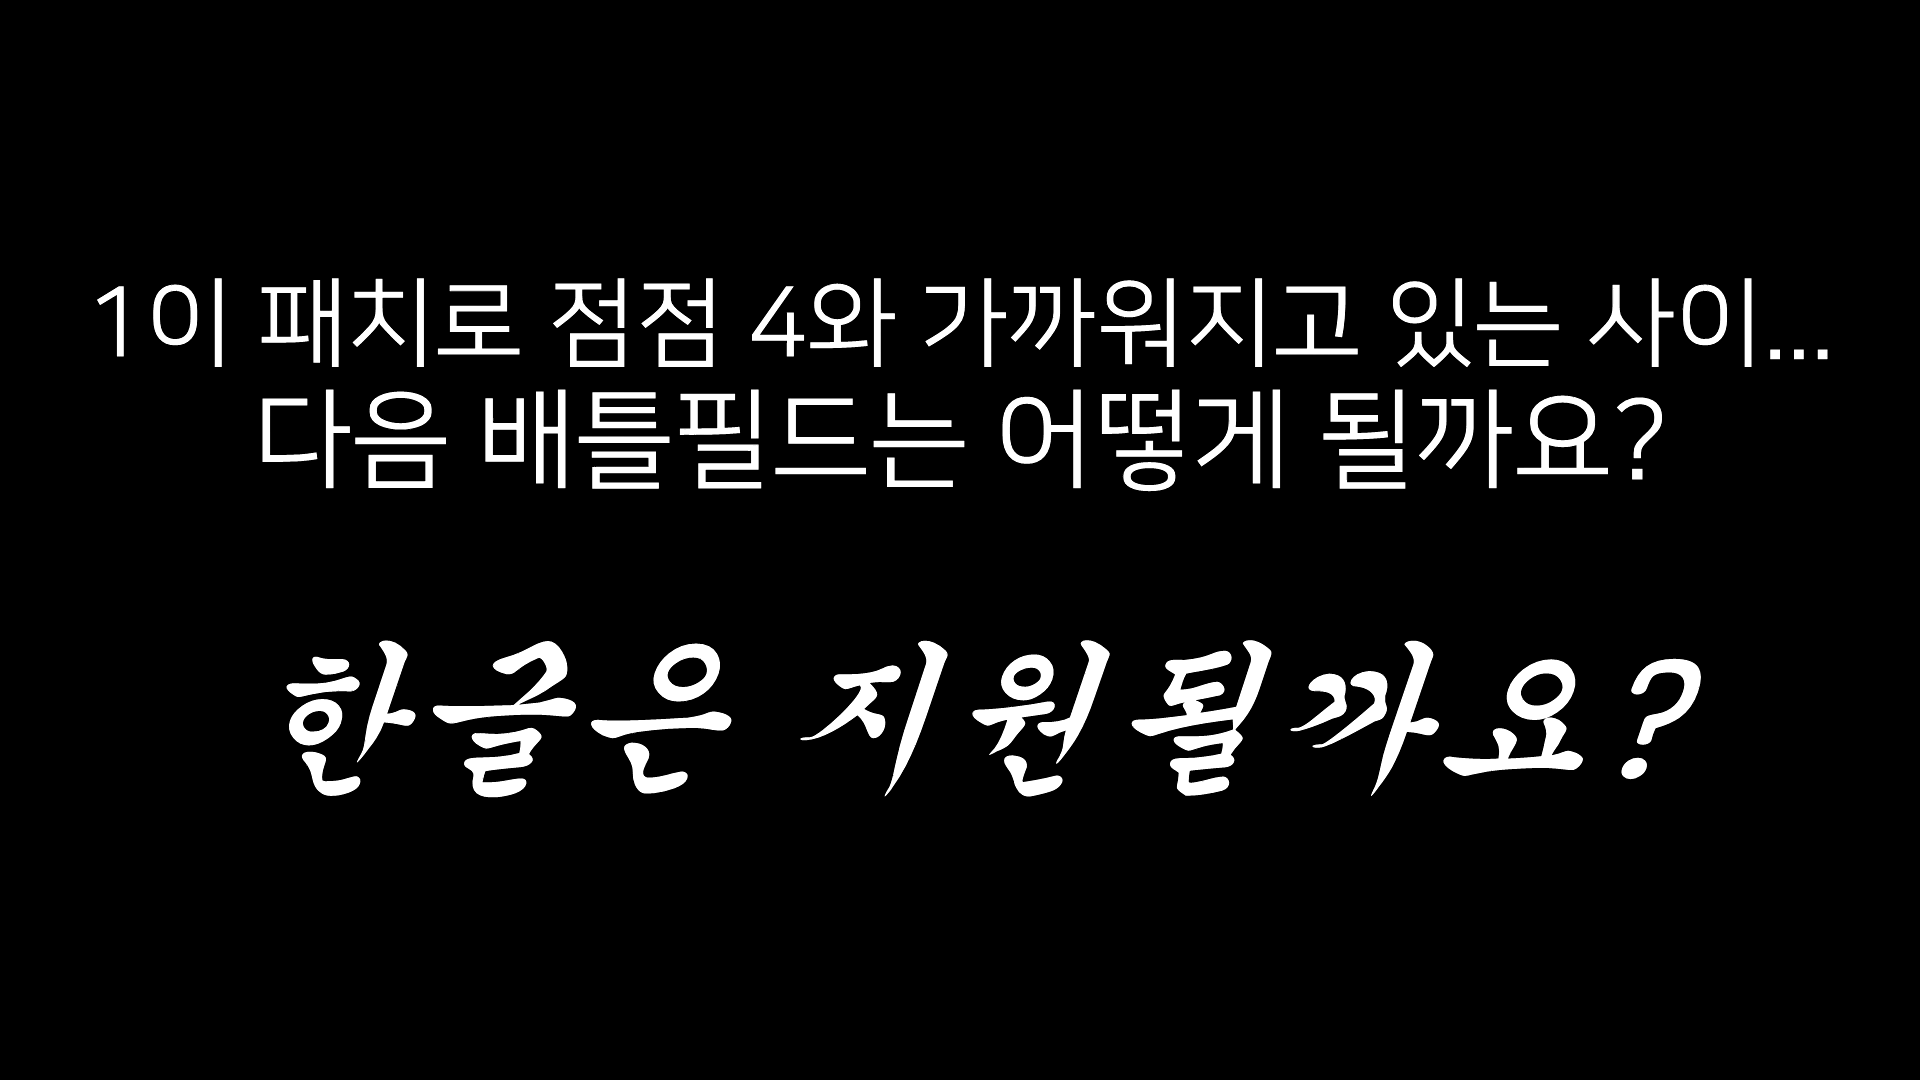 1이 패치로 점점 4와 가까워지고 있는 사이...
다음 배틀필드는 어떻게 될까요?
한글은 지원될까요?